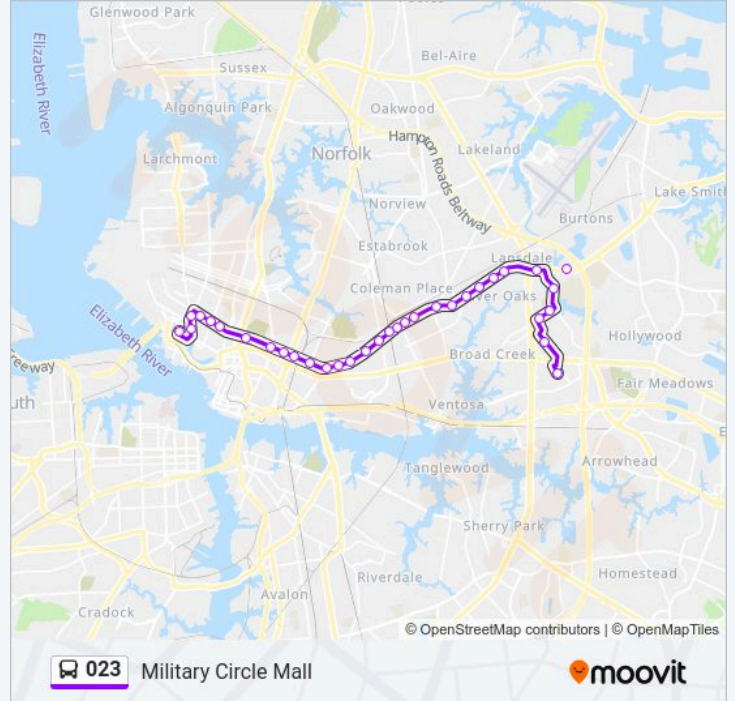 Glenwood Park
Elizabeth River
Sussex
Bel-Aire
Algonquin Park
Oakwood
Larchmont
Norfolk
Hampton Roads Beltway
Lakeland
Lake Smit
Norview
Burtons
Estabrook
Lansdale
Coleman Place
ver Oaks
Elizabeth River
Hollywood
reeway
Broad Creek
Fair Meadows
uth
Ventosa
Tanglewood
Arrowhead
Sherry Park
Riverdale
Homestead
Avalon
Cradock
© OpenStreetMap contributors | © OpenMapTiles
023 Military Circle Mall
moovit